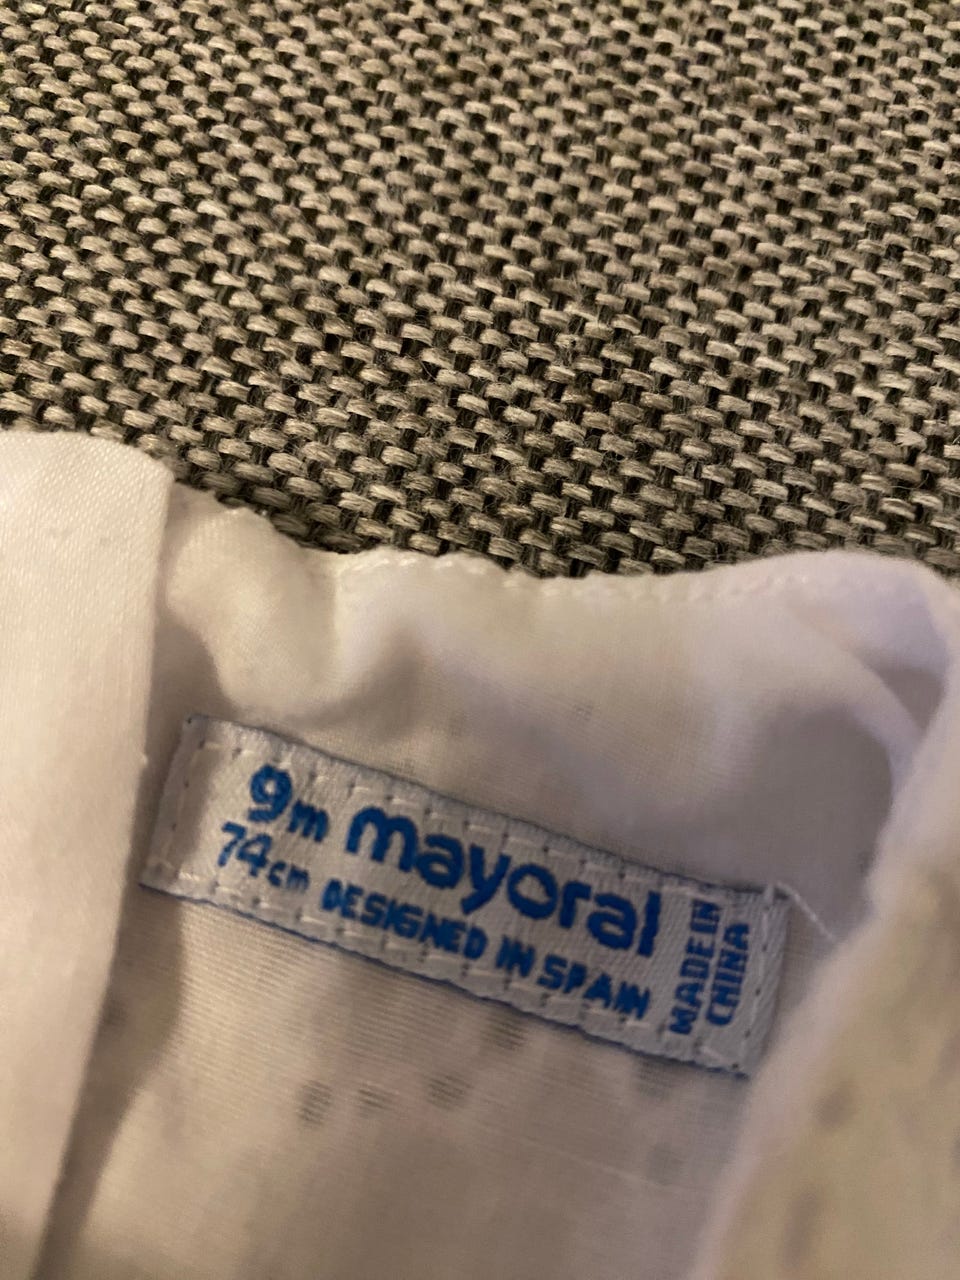 9m mayoral
74cm DESIGNED IN SPAIN
MADE IN
CHINA